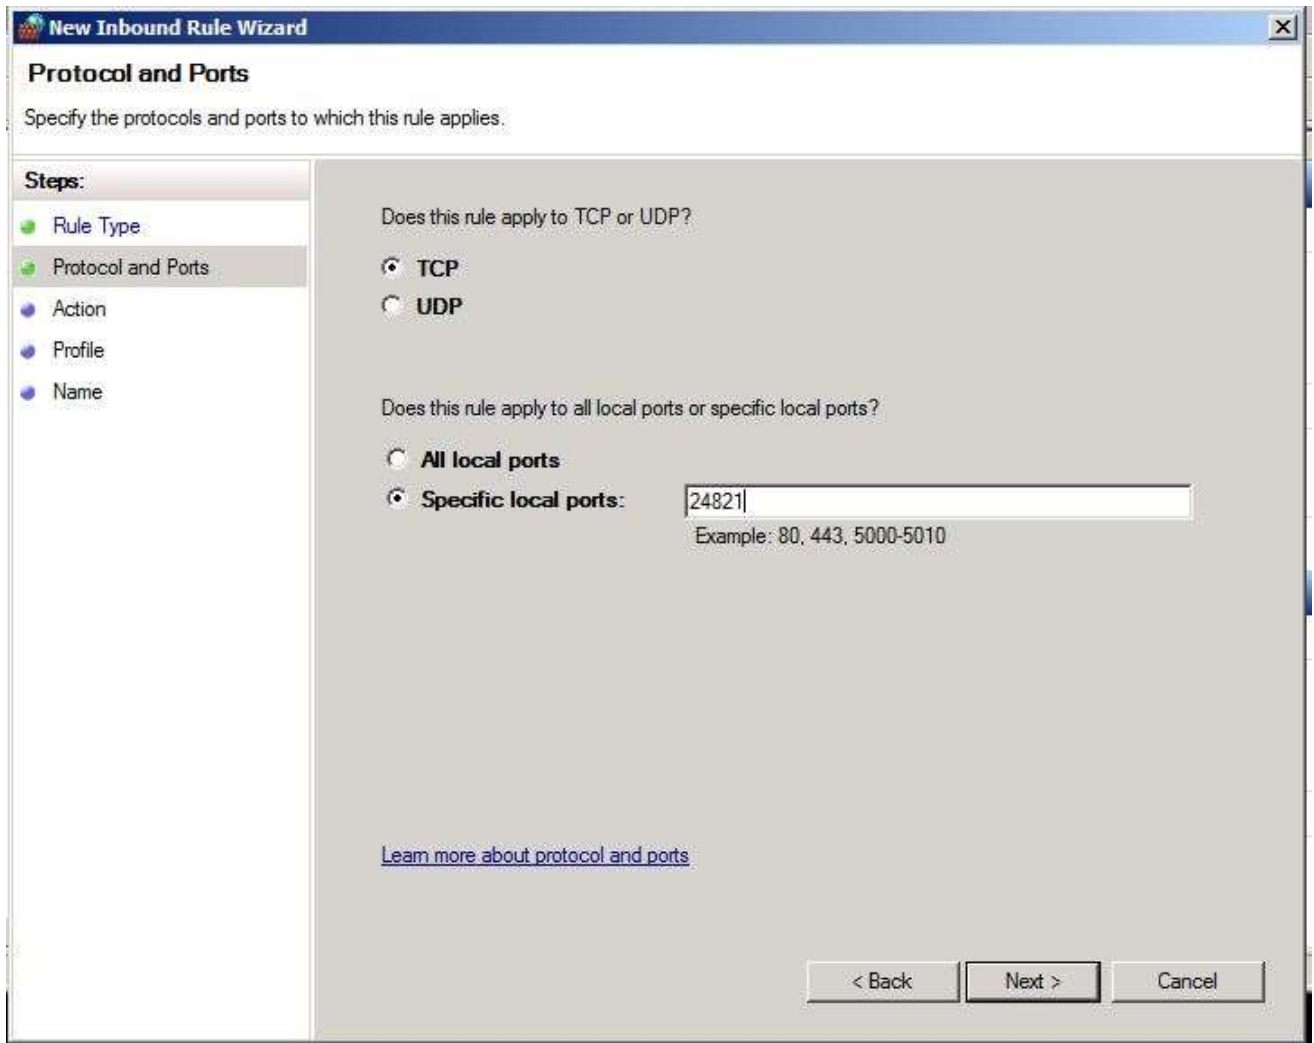 New Inbound Rule Wizard
Protocol and Ports
Specify the protocols and ports to which this rule applies.
Steps:
Rule Type
Protocol and Ports
Action
Profile
Name
Does this rule apply to TCP or UDP?
TCP
UDP
Does this rule apply to all local ports or specific local ports?
All local ports
Specific local ports: 24821
Example: 80, 443, 5000-5010
Learn more about protocol and ports
< Back Next > Cancel